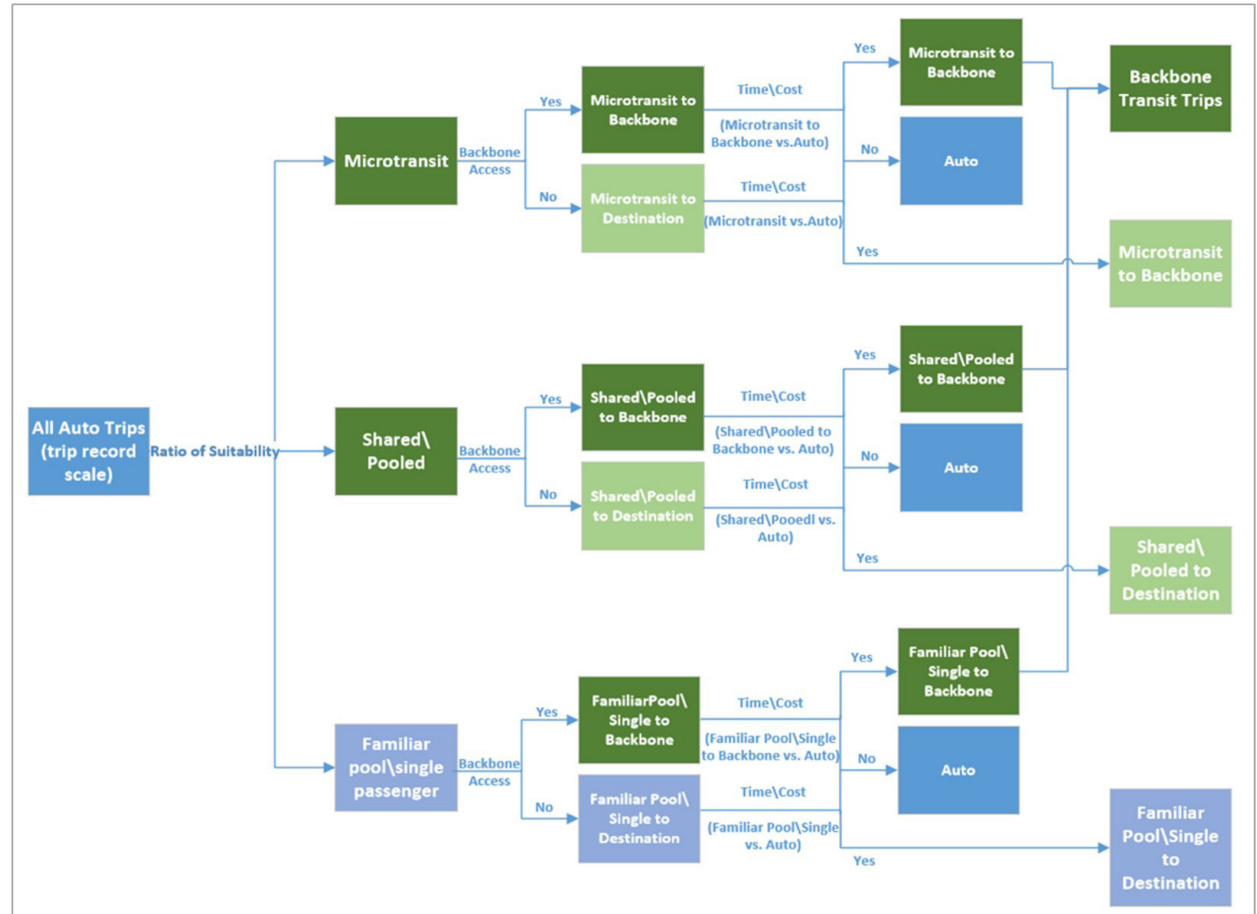 Yes
Microtransit to
Backbone
Backbone
Transit Trips
Time\Cost
Yes
Microtransit to
Backbone
(Microtransit to
Backbone vs.Auto)
Microtransit
Backbone
Access
No
Auto
No
Microtransit to
Destination
Time\Cost
(Microtransit vs.Auto)
Yes
Microtransit
to Backbone
Yes
Shared\Pooled
to Backbone
Time\Cost
Yes
Shared\Pooled
to Backbone
(Shared\Pooled to
Backbone vs. Auto)
All Auto Trips
(trip record
scale)
Ratio of Suitability
Shared\
Pooled
Backbone
Access
No
Auto
No
Shared\Pooled
to Destination
Time\Cost
(Shared\Pooedl vs.
Auto)
Yes
Shared\
Pooled to
Destination
Yes
Familiar Pool\
Single to
Backbone
Time\Cost
Yes
FamiliarPool\
Single to
Backbone
(Familiar Pool\Single
to Backbone vs. Auto)
Familiar
pool\single
passenger
Backbone
Access
No
Auto
No
Familiar Pool\
Single to
Destination
Time\Cost
(Familiar Pool\Single
vs. Auto)
Yes
Familiar
Pool\Single
to
Destination